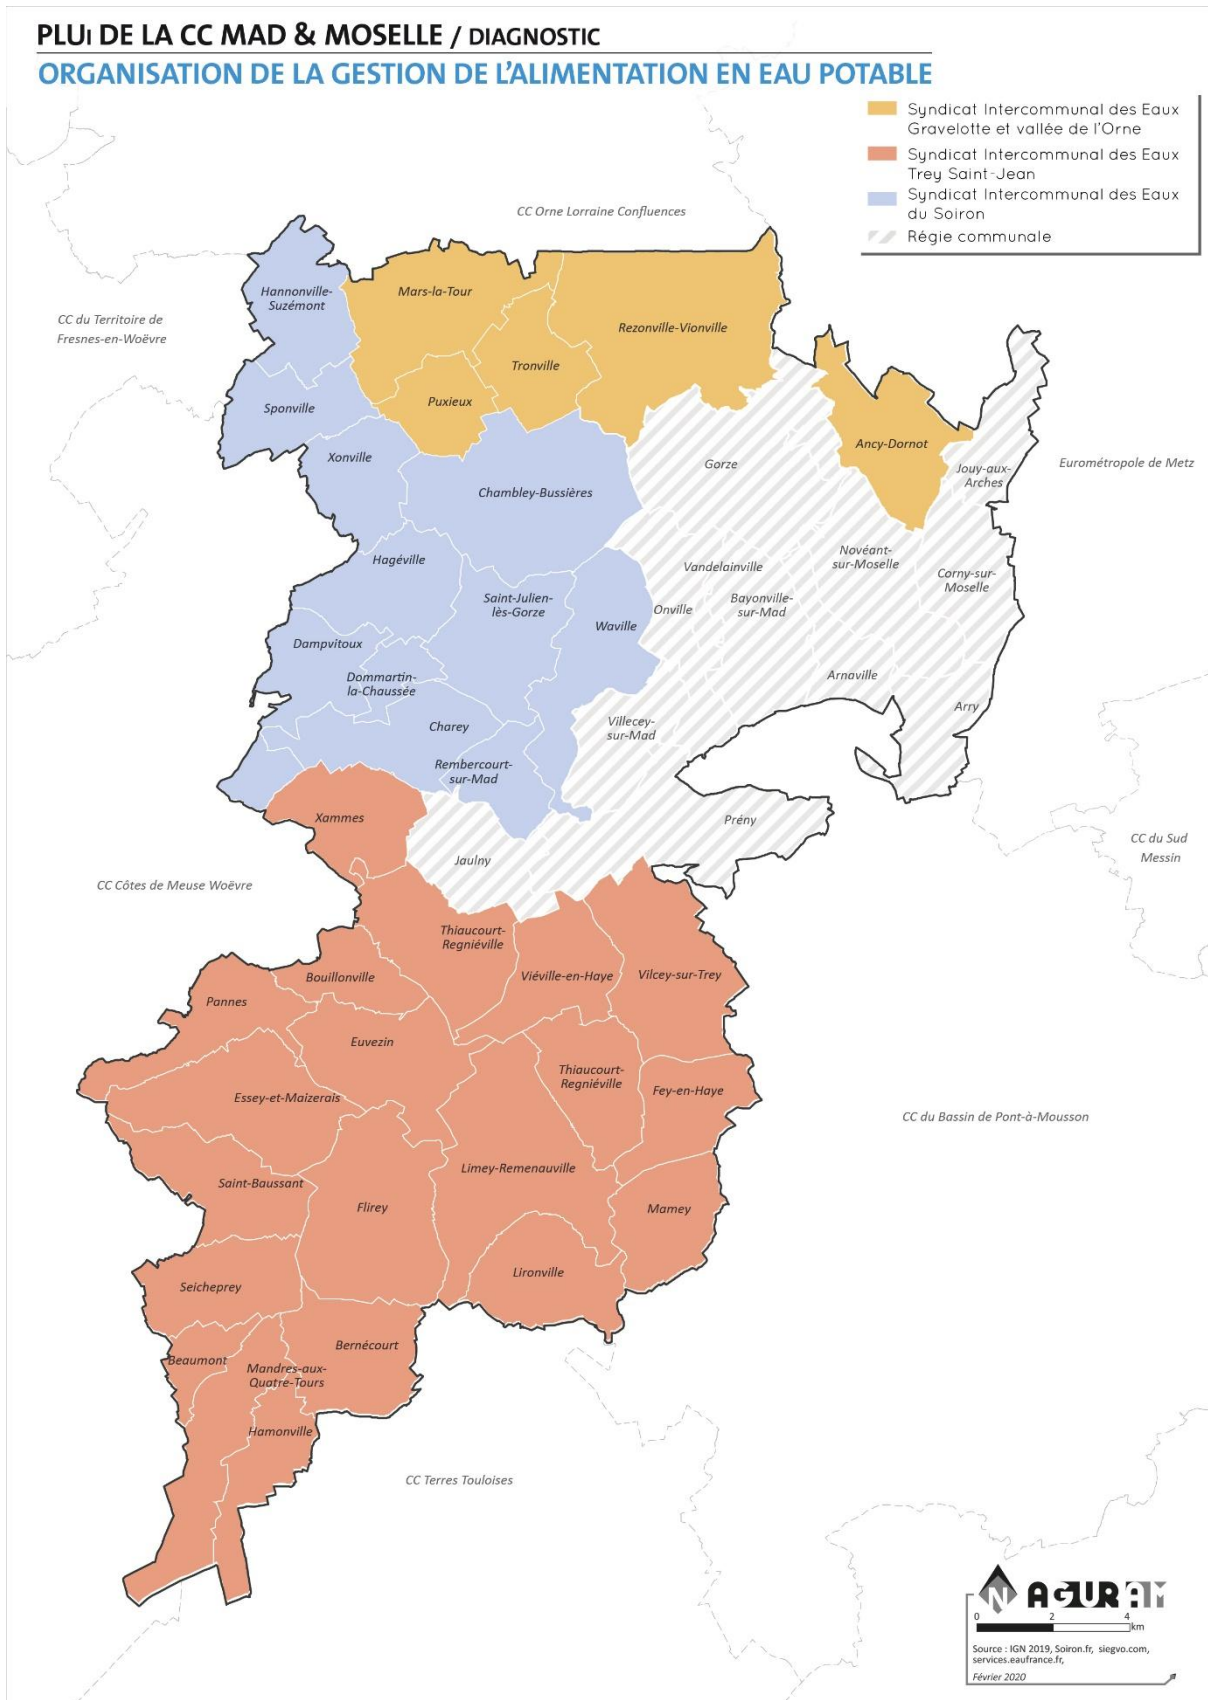 PLUi DE LA CC MAD & MOSELLE / DIAGNOSTIC
ORGANISATION DE LA GESTION DE L'ALIMENTATION EN EAU POTABLE
Syndicat Intercommunal des Eaux
Gravelotte et vallée de l'Orne
Syndicat Intercommunal des Eaux
Trey Saint-Jean
Syndicat Intercommunal des Eaux
du Soiron
Régie communale
CC Orne Lorraine Confluences
CC du Territoire de
Fresnes-en-Woëvre
Hannonville-
Suzémont
Mars-la-Tour
Rezonville-Vionville
Tronville
Puxieux
Sponville
Ancy-Dornot
Xonville
Gorze
Jouy-aux-
Arches
Eurométropole de Metz
Chambley-Bussières
Hagéville
Vandelainville
Novéant-
sur-Moselle
Corny-sur-
Moselle
Saint-Julien-
lès-Gorze
Bayonville-
sur-Mad
Onville
Waville
Dampvitoux
Dommartin-
la-Chaussée
Arnaville
Arry
Charey
Villecey-
sur-Mad
Rembercourt-
sur-Mad
Xammes
Prény
Jaulny
CC du Sud
Messin
CC Côtes de Meuse Woëvre
Thiaucourt-
Regniéville
Bouillonville
Viéville-en-Haye
Vilcey-sur-Trey
Pannes
Euvezin
Thiaucourt-
Regniéville
Fey-en-Haye
Essey-et-Maizerais
CC du Bassin de Pont-à-Mousson
Limey-Remenauville
Saint-Baussant
Flirey
Mamey
Lironville
Seicheprey
Bernécourt
Beaumont
Mandres-aux-
Quatre-Tours
Hamonville
CC Terres Touloises
N AGURAM
0 2 4
km
Source : IGN 2019, Soiron.fr, siegvo.com,
services.eaufrance.fr,
Février 2020